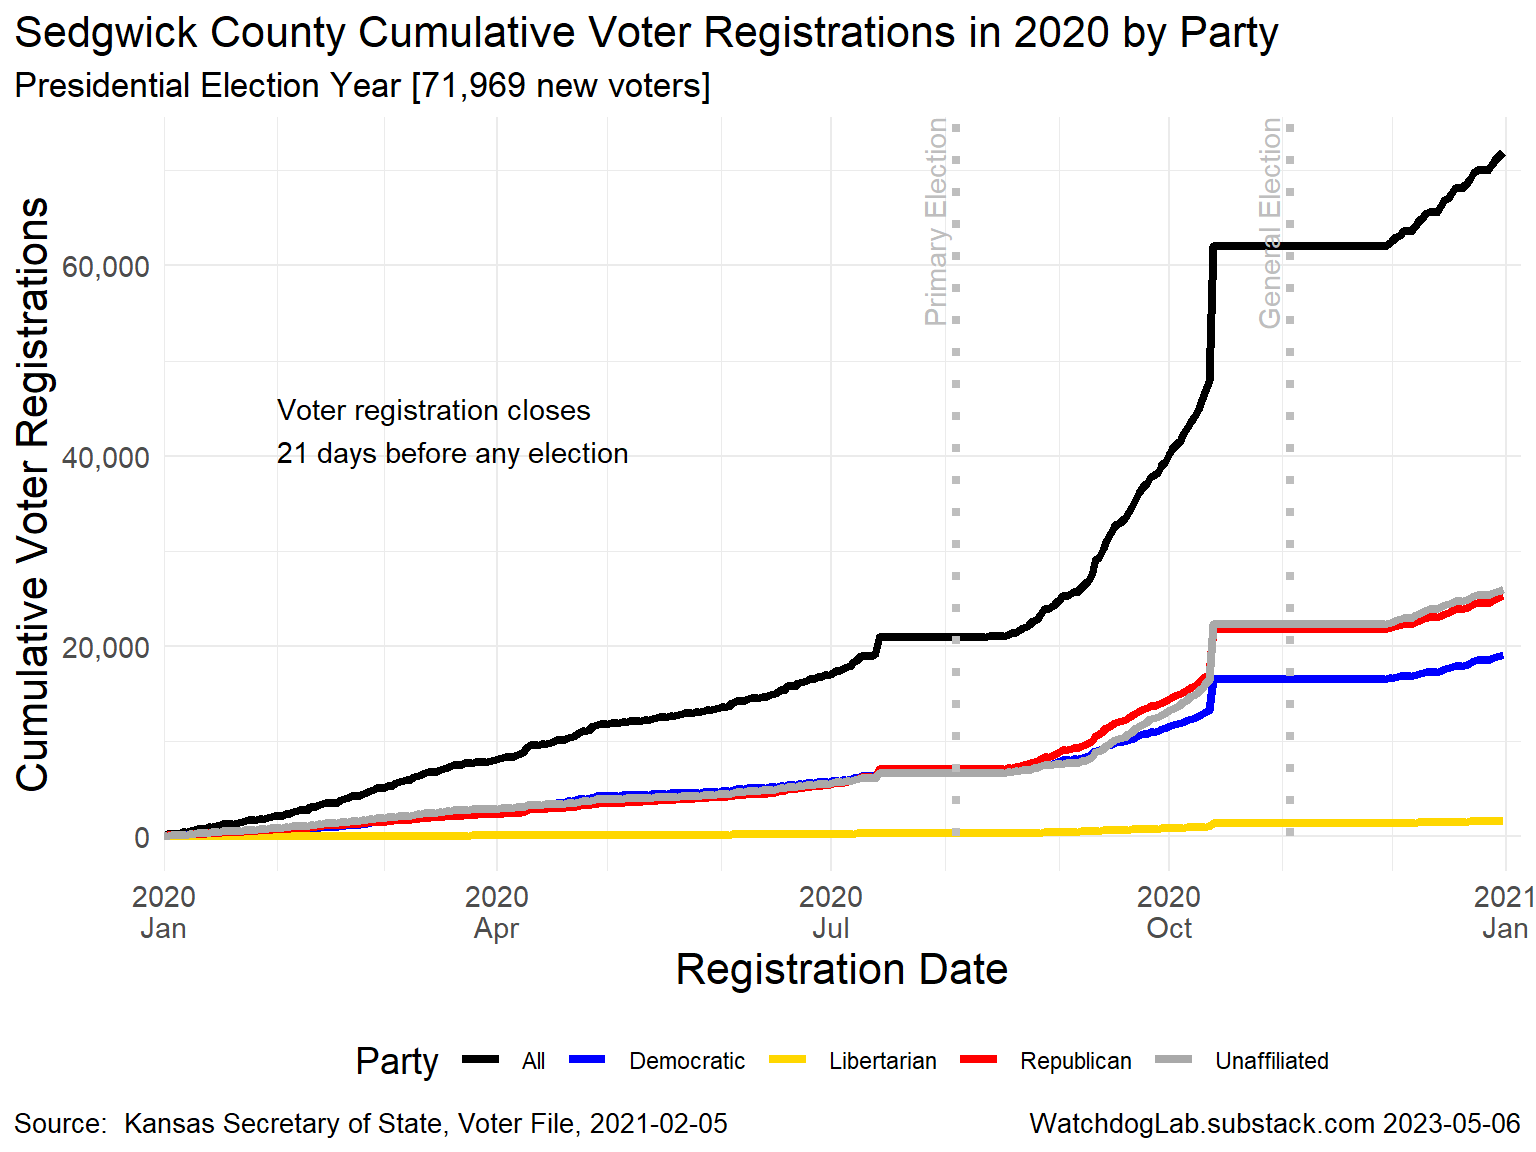 Sedgwick County Cumulative Voter Registrations in 2020 by Party
Presidential Election Year [71,969 new voters]
Cumulative Voter Registrations
60,000
40,000
20,000
0
Primary Election
General Election
Voter registration closes
21 days before any election
2020
Jan
2020
Apr
2020
Jul
2020
Oct
2021
Jan
Registration Date
Party All Democratic Libertarian Republican Unaffiliated
Source:  Kansas Secretary of State, Voter File, 2021-02-05
WatchdogLab.substack.com 2023-05-06